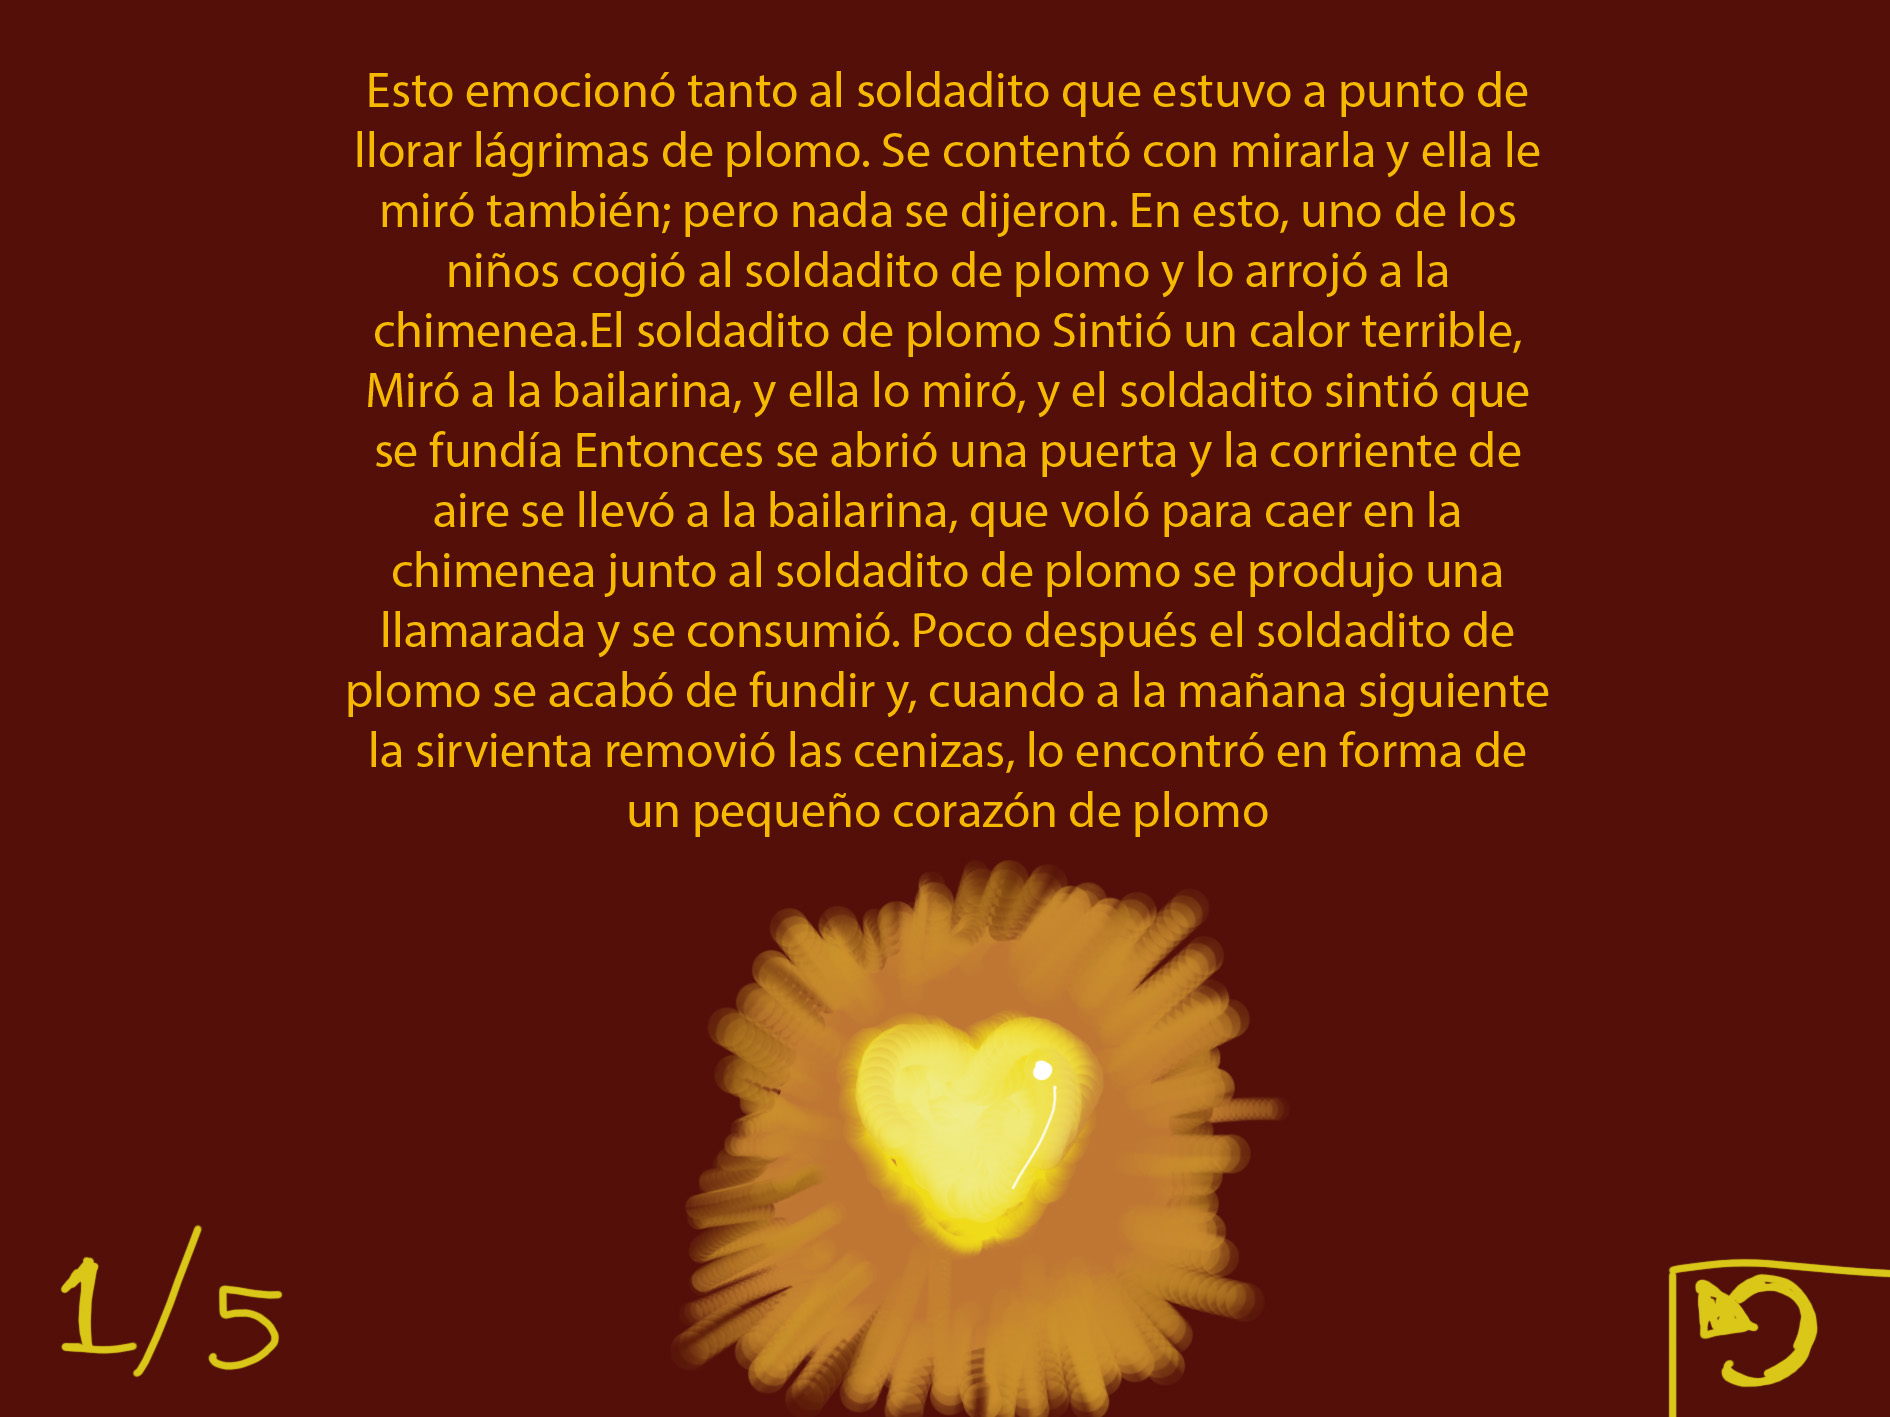 Esto emocionó tanto al soldadito que estuvo a punto de
llorar lágrimas de plomo. Se contentó con mirarla y ella le
miró también; pero nada se dijeron. En esto, uno de los
niños cogió al soldadito de plomo y lo arrojó a la
chimenea.El soldadito de plomo Sintió un calor terrible,
Miró a la bailarina, y ella lo miró, y el soldadito sintió que
se fundía Entonces se abrió una puerta y la corriente de
aire se llevó a la bailarina, que voló para caer en la
chimenea junto al soldadito de plomo se produjo una
llamarada y se consumió. Poco después el soldadito de
plomo se acabó de fundir y, cuando a la mañana siguiente
la sirvienta removió las cenizas, lo encontró en forma de
un pequeño corazón de plomo
1/5